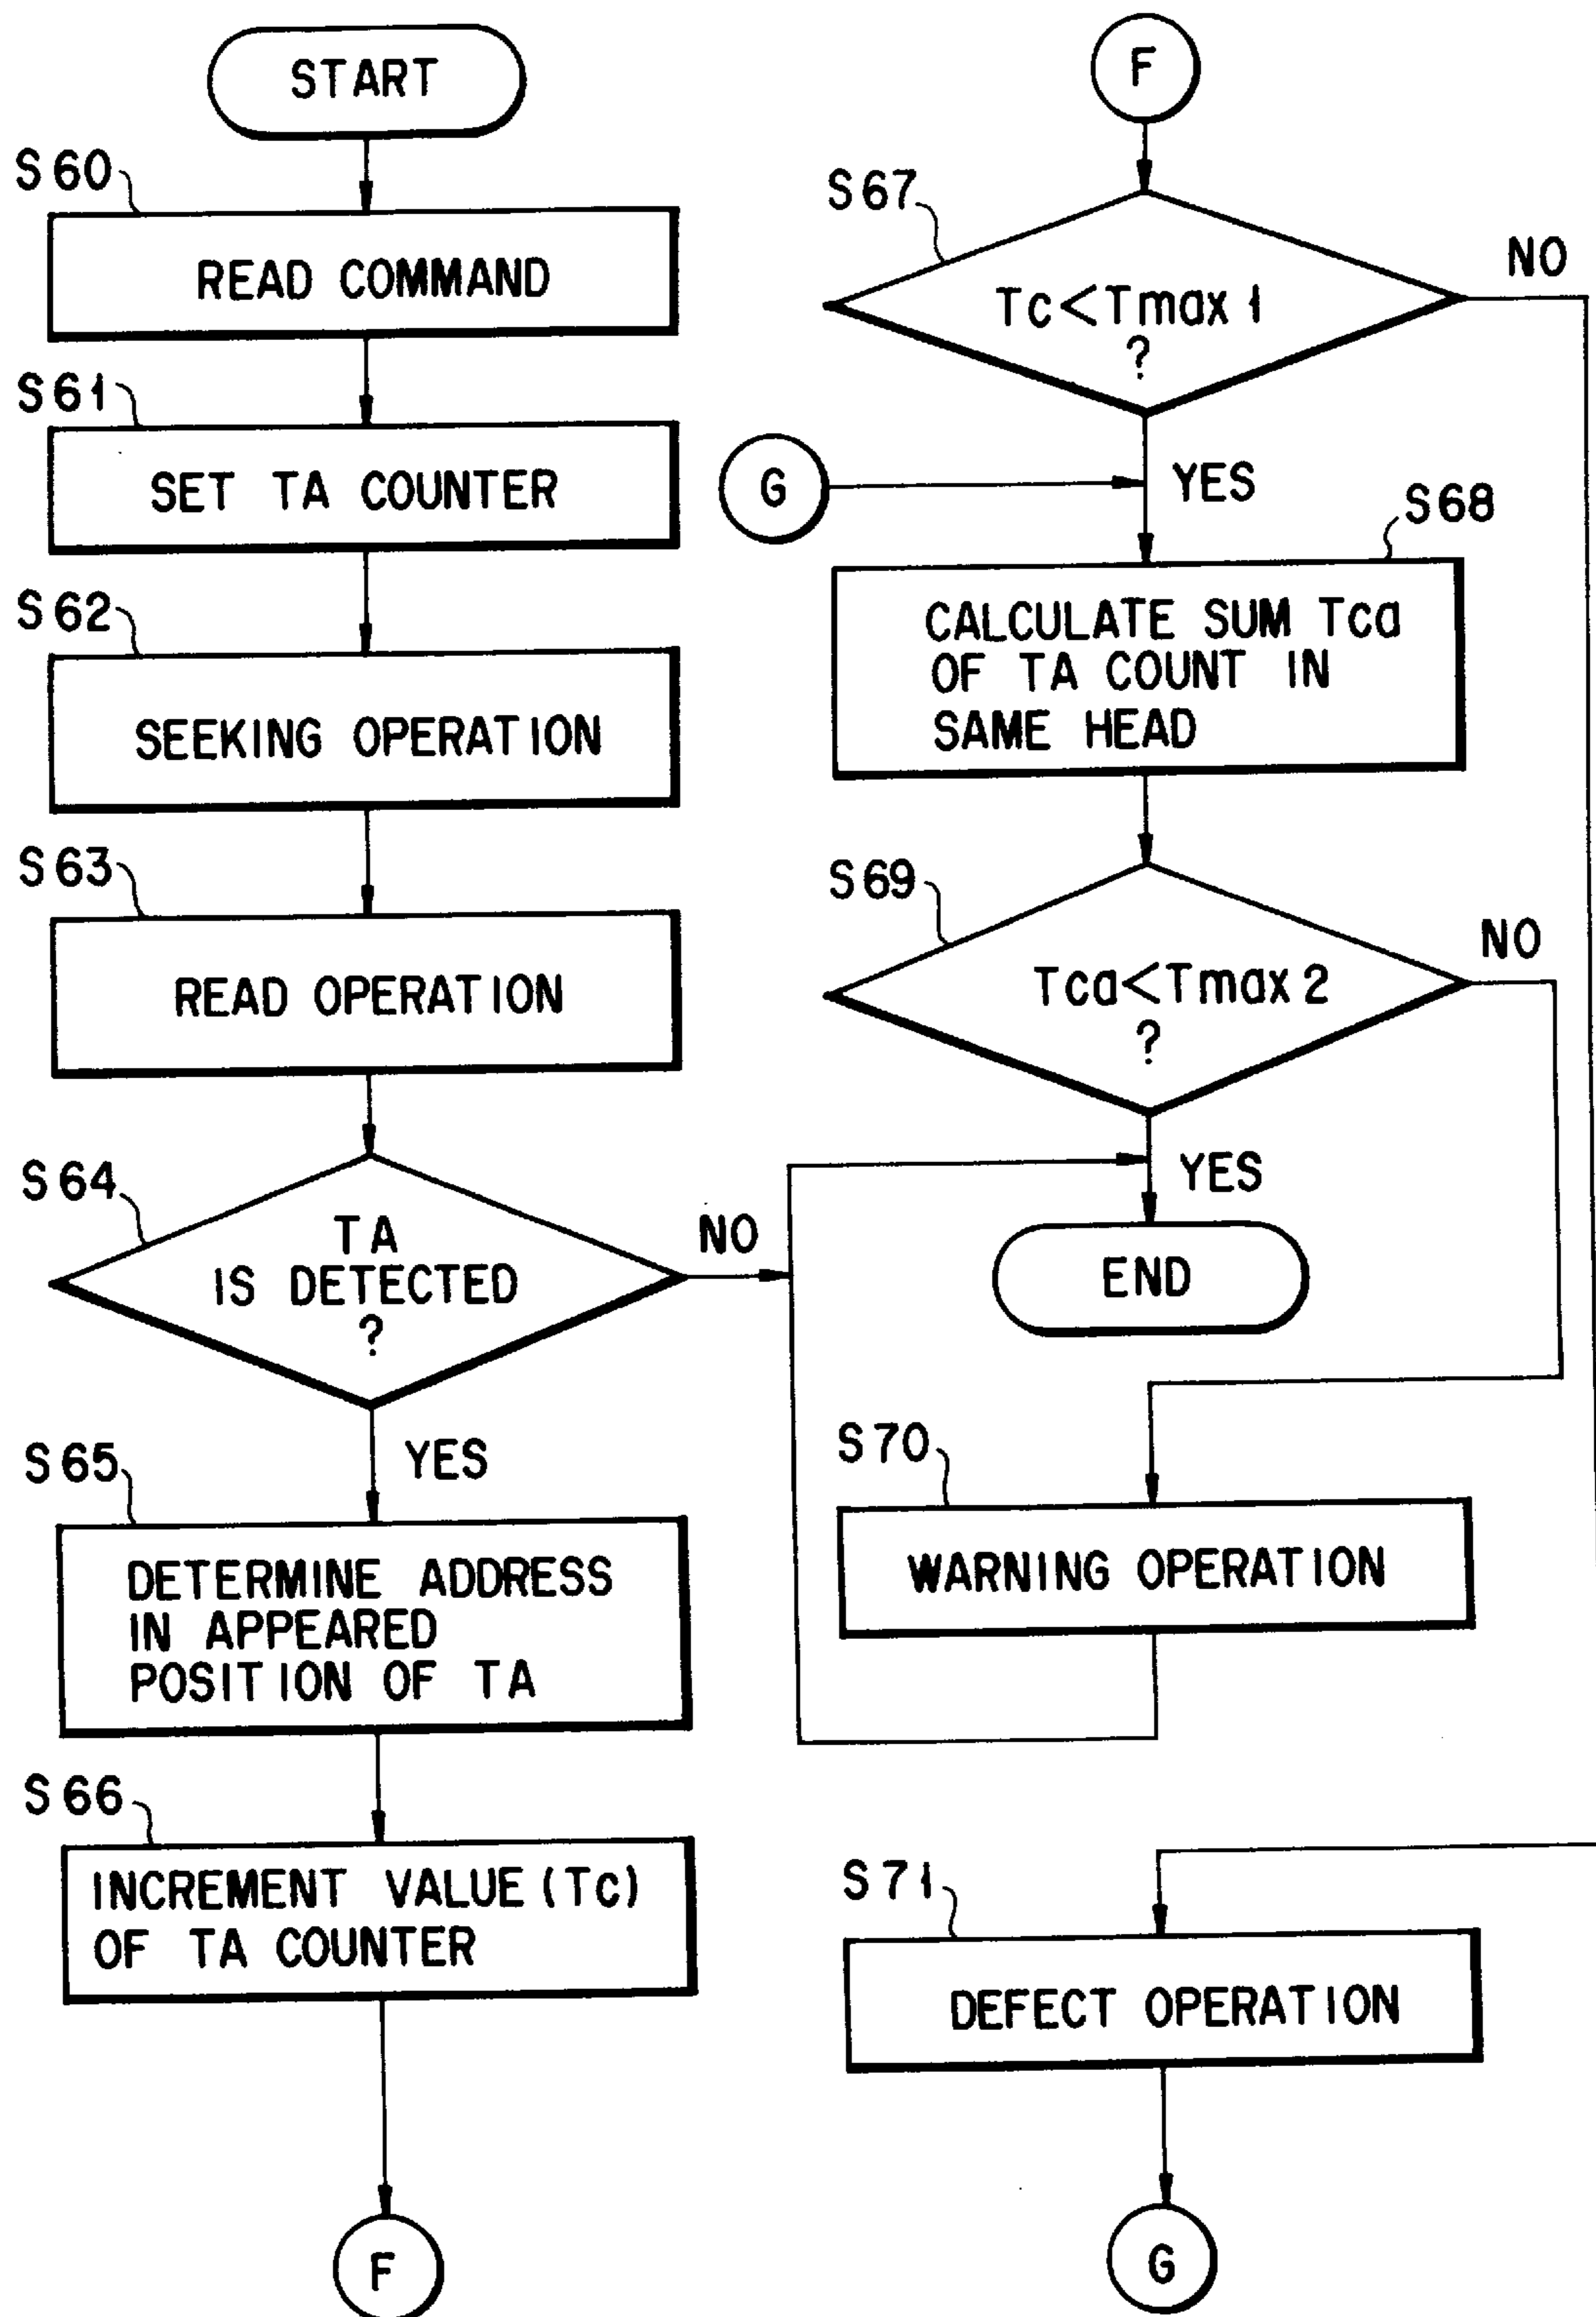 START
S60
READ COMMAND
S61
SET TA COUNTER
S62
SEEKING OPERATION
S63
READ OPERATION
S64
TA
IS DETECTED
?
NO
YES
S65
DETERMINE ADDRESS
IN APPEARED
POSITION OF TA
S66
INCREMENT VALUE (Tc)
OF TA COUNTER
F
F
S67
Tc<Tmax 1
?
NO
YES
G
S68
CALCULATE SUM Tca
OF TA COUNT IN
SAME HEAD
S69
Tca<Tmax 2
?
NO
YES
END
S70
WARNING OPERATION
S71
DEFECT OPERATION
G